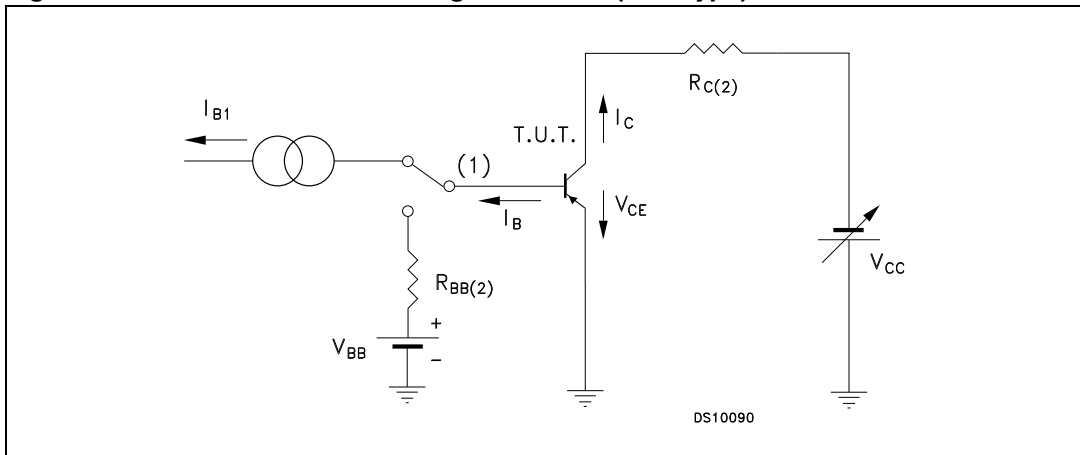 R_C(2)
I_B1
I_C
T.U.T.
(1)
V_CE
I_B
V_CC
R_BB(2)
+
V_BB
−
DS10090